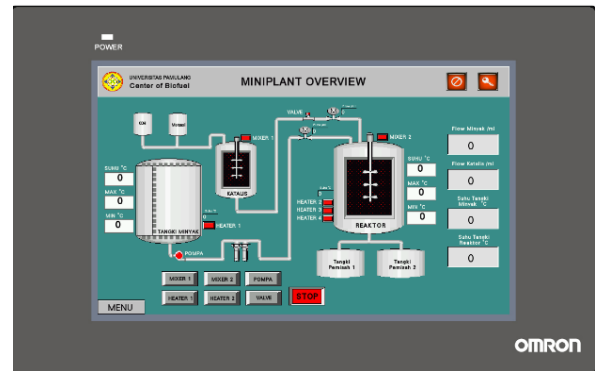 POWER
UNIVERSITAS PAMULANG
Center of Biofuel
MINIPLANT OVERVIEW
VALVE
0
0
MIXER 1
MIXER 2
KATALIS
SUHU °C
0
MAX °C
0
MIN °C
0
TANGKI MINYAK
HEATER 1
HEATER 2
HEATER 3
HEATER 4
REAKTOR
SUHU °C
0
MAX °C
0
MIN °C
0
Flow Minyak /ml
0
Flow Katalis /ml
0
Suhu Tangki
Minyak °C
0
Suhu Tangki
Reaktor °C
0
POMPA
Tangki
Pemisah 1
Tangki
Pemisah 2
MIXER 1
MIXER 2
POMPA
HEATER 1
HEATER 2
VALVE
STOP
MENU
OMRON